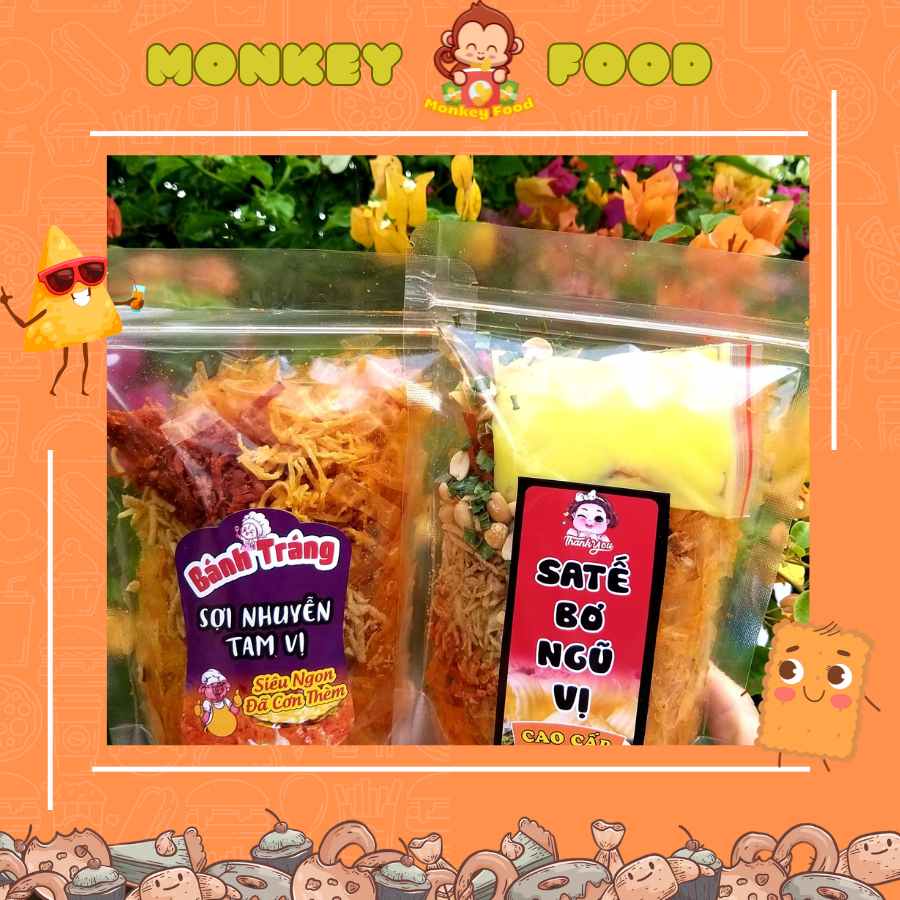 MONKEY FOOD
Monkey Food
Bánh Tráng
SỢI NHUYỄN
TAM VỊ
Siêu Ngon
Đã Cơn Thèm
Thank You
SATẾ
BƠ
NGŨ
VỊ
CAO CẤP